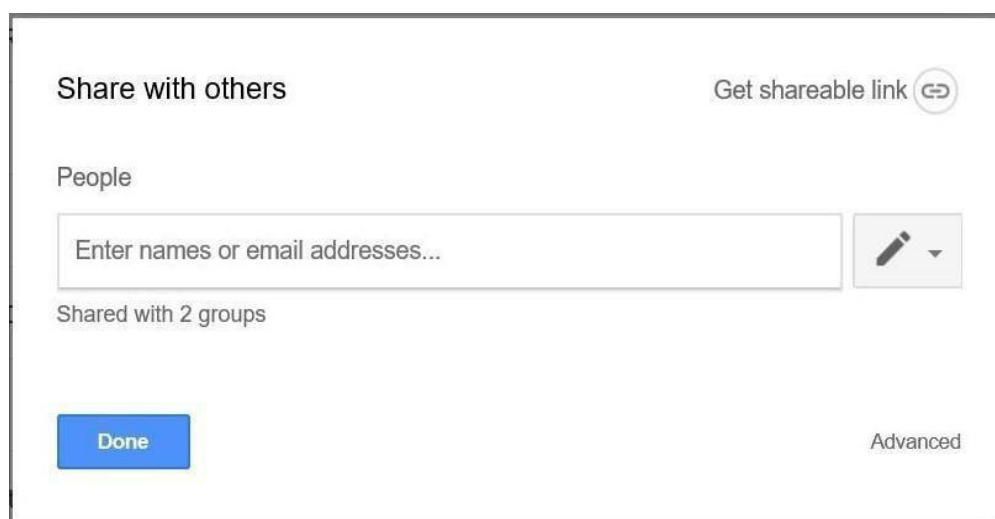 Share with others
Get shareable link
People
Enter names or email addresses...
Shared with 2 groups
Done
Advanced